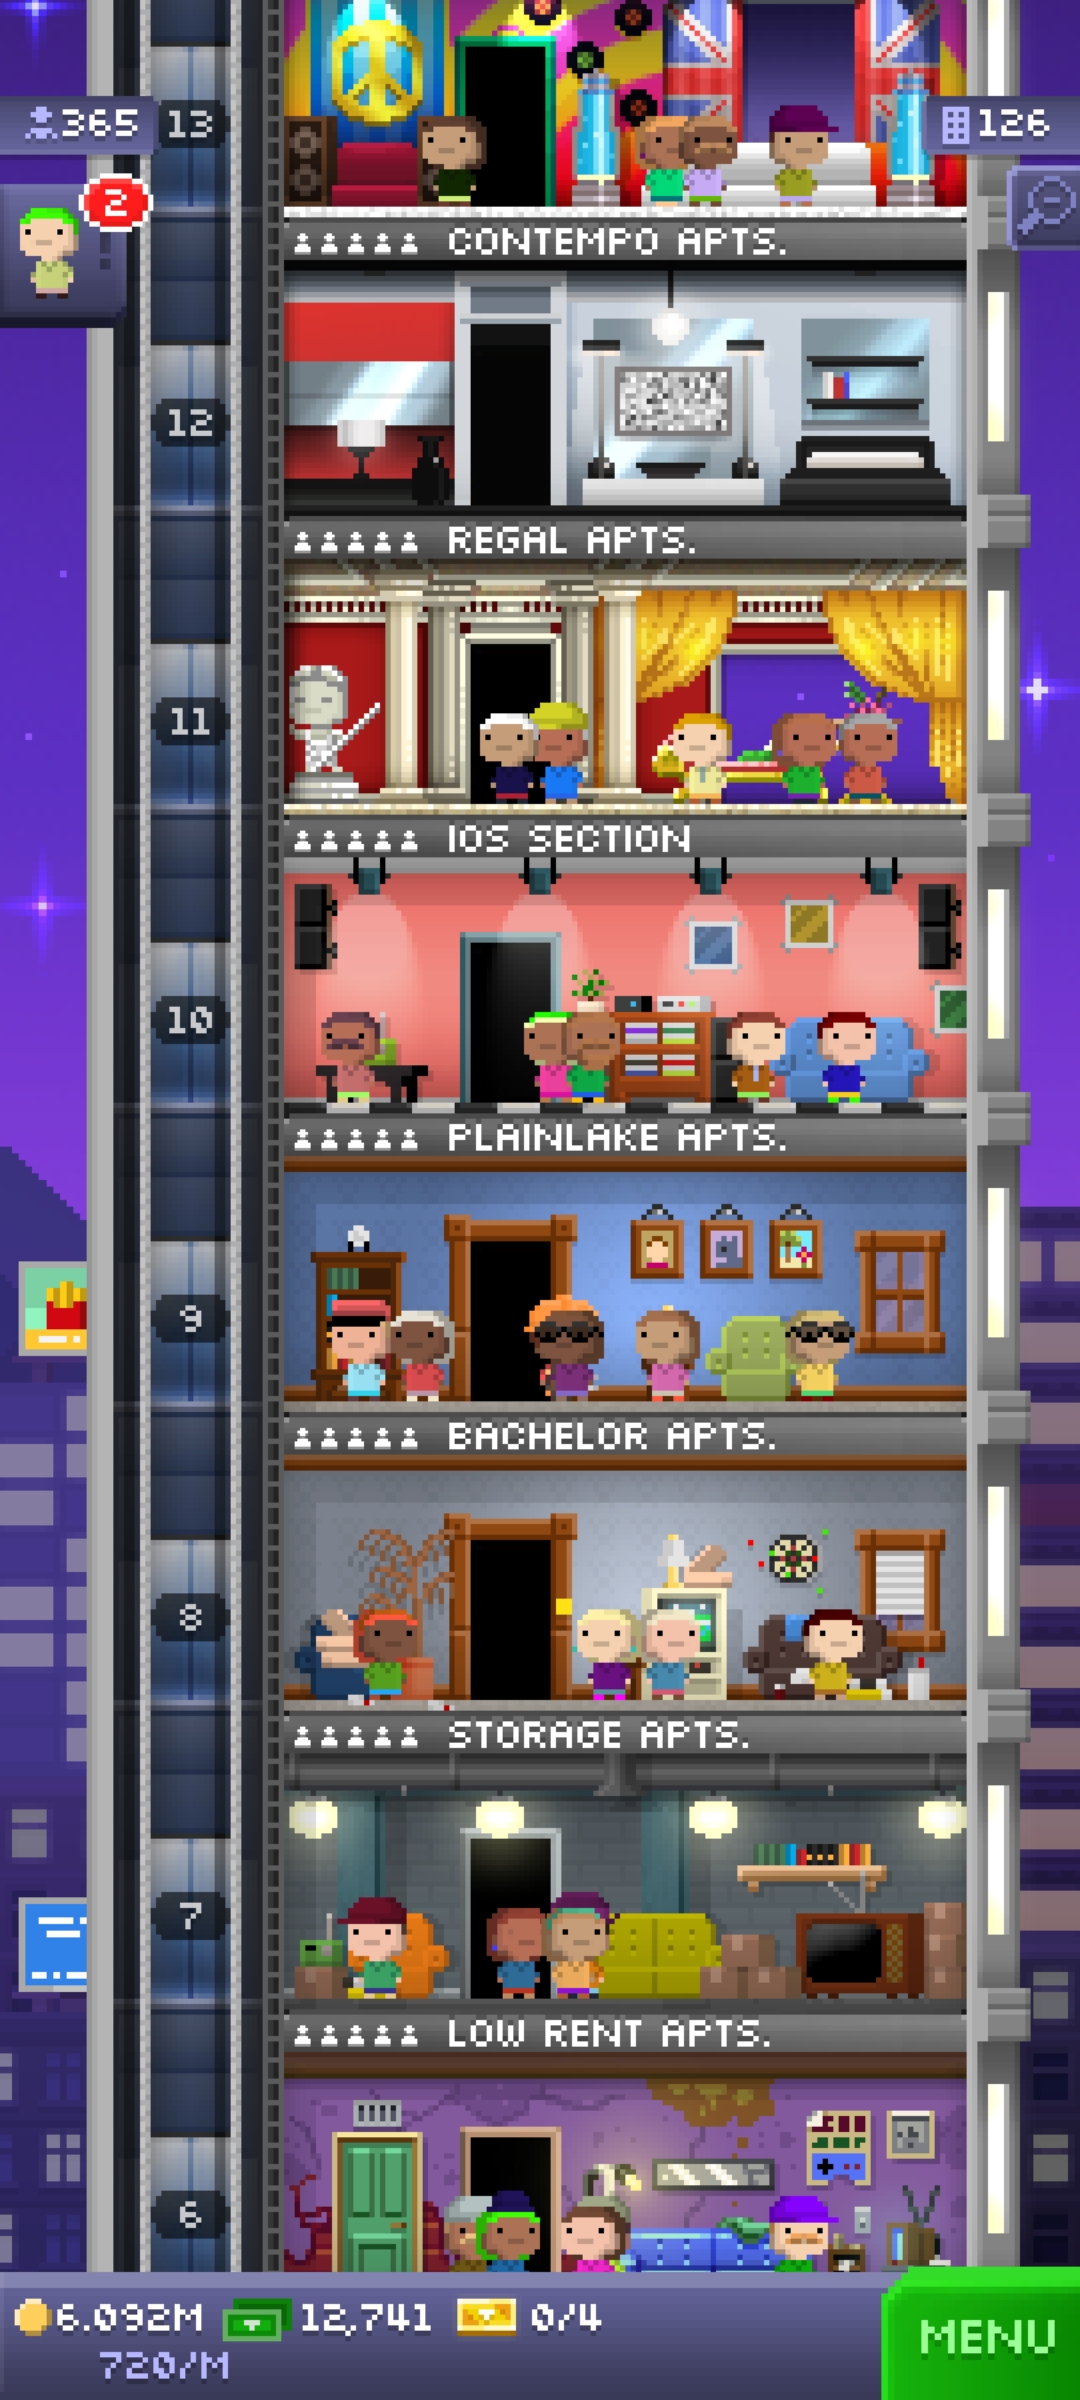 365
13
126
2
CONTEMPO APTS.
12
REGAL APTS.
11
IOS SECTION
10
PLAINLAKE APTS.
9
BACHELOR APTS.
8
STORAGE APTS.
7
LOW RENT APTS.
6
6.092M 12,741 0/4
720/M
MENU